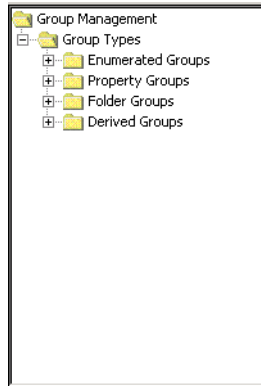 Group Management
Group Types
Enumerated Groups
Property Groups
Folder Groups
Derived Groups